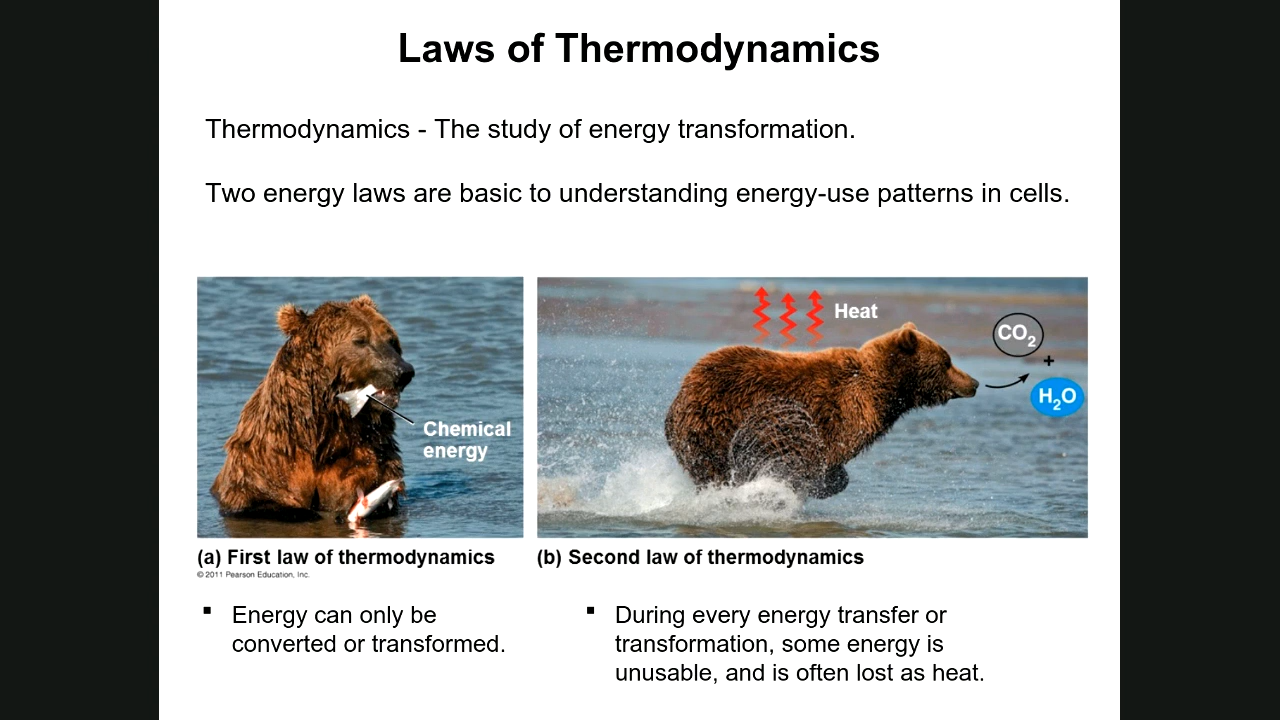 Laws of Thermodynamics
Thermodynamics - The study of energy transformation.
Two energy laws are basic to understanding energy-use patterns in cells.
Chemical
energy
Heat
CO₂
+
H₂O
(a) First law of thermodynamics
(b) Second law of thermodynamics
© 2011 Pearson Education, Inc.
▪ Energy can only be
converted or transformed.
▪ During every energy transfer or
transformation, some energy is
unusable, and is often lost as heat.